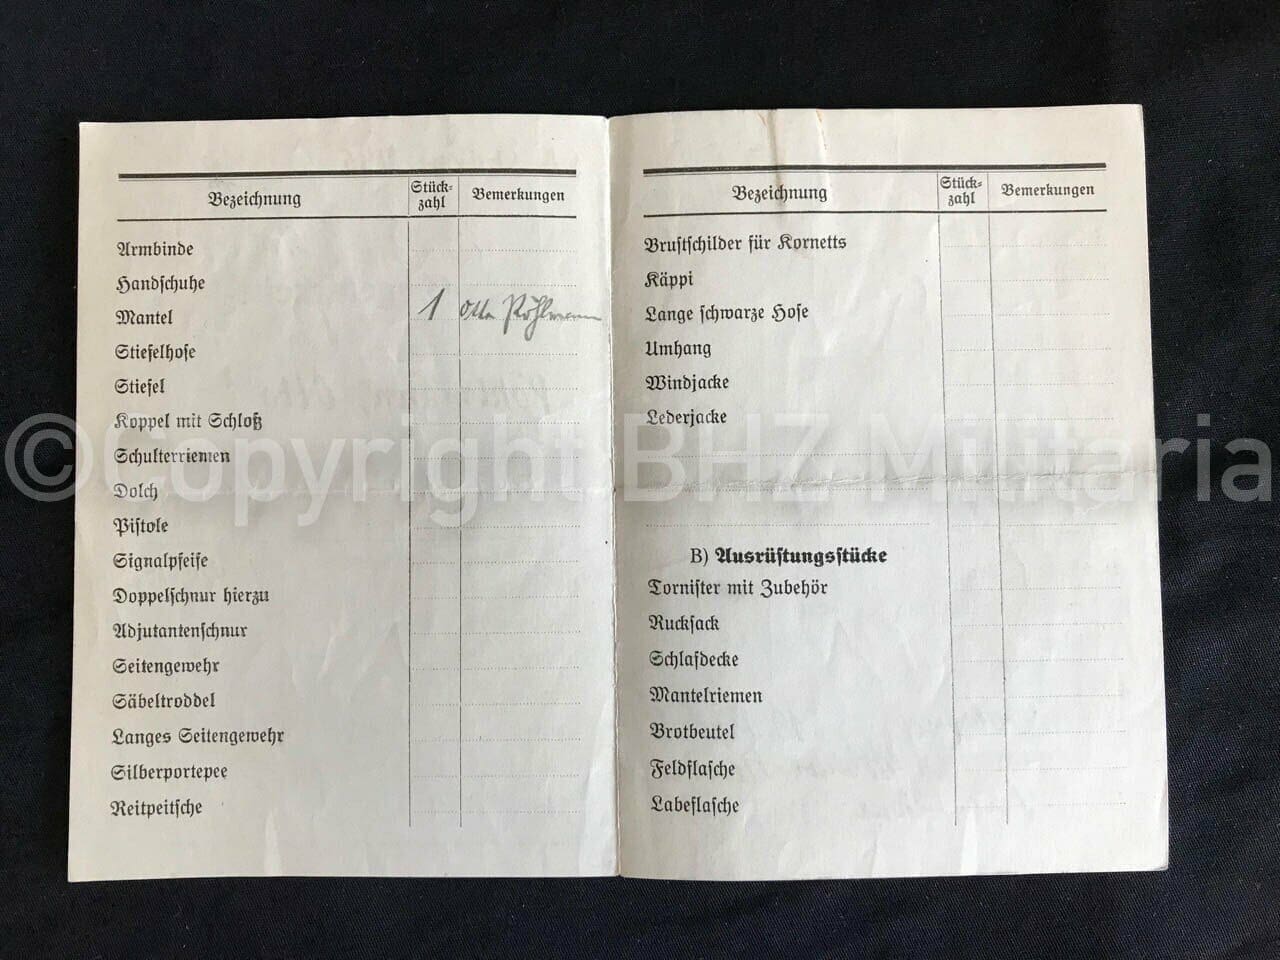 Bezeichnung Stück- zahl Bemerkungen
Armbinde
Handschuhe
Mantel 1 Otto Pöhlmann
Stiefelhose
Stiefel
Koppel mit Schloß
Schulterriemen
Dolch
Pistole
Signalpfeife
Doppelschnur hierzu
Adjutantenschnur
Seitengewehr
Säbeltroddel
Langes Seitengewehr
Silberportepee
Reitpeitsche
Bezeichnung Stück- zahl Bemerkungen
Brustschilder für Kornetts
Käppi
Lange schwarze Hose
Umhang
Windjacke
Lederjacke
B) Ausrüstungsstücke
Tornister mit Zubehör
Rucksack
Schlafdecke
Mantelriemen
Brotbeutel
Feldflasche
Labeflasche
©Copyright BHZ Militaria